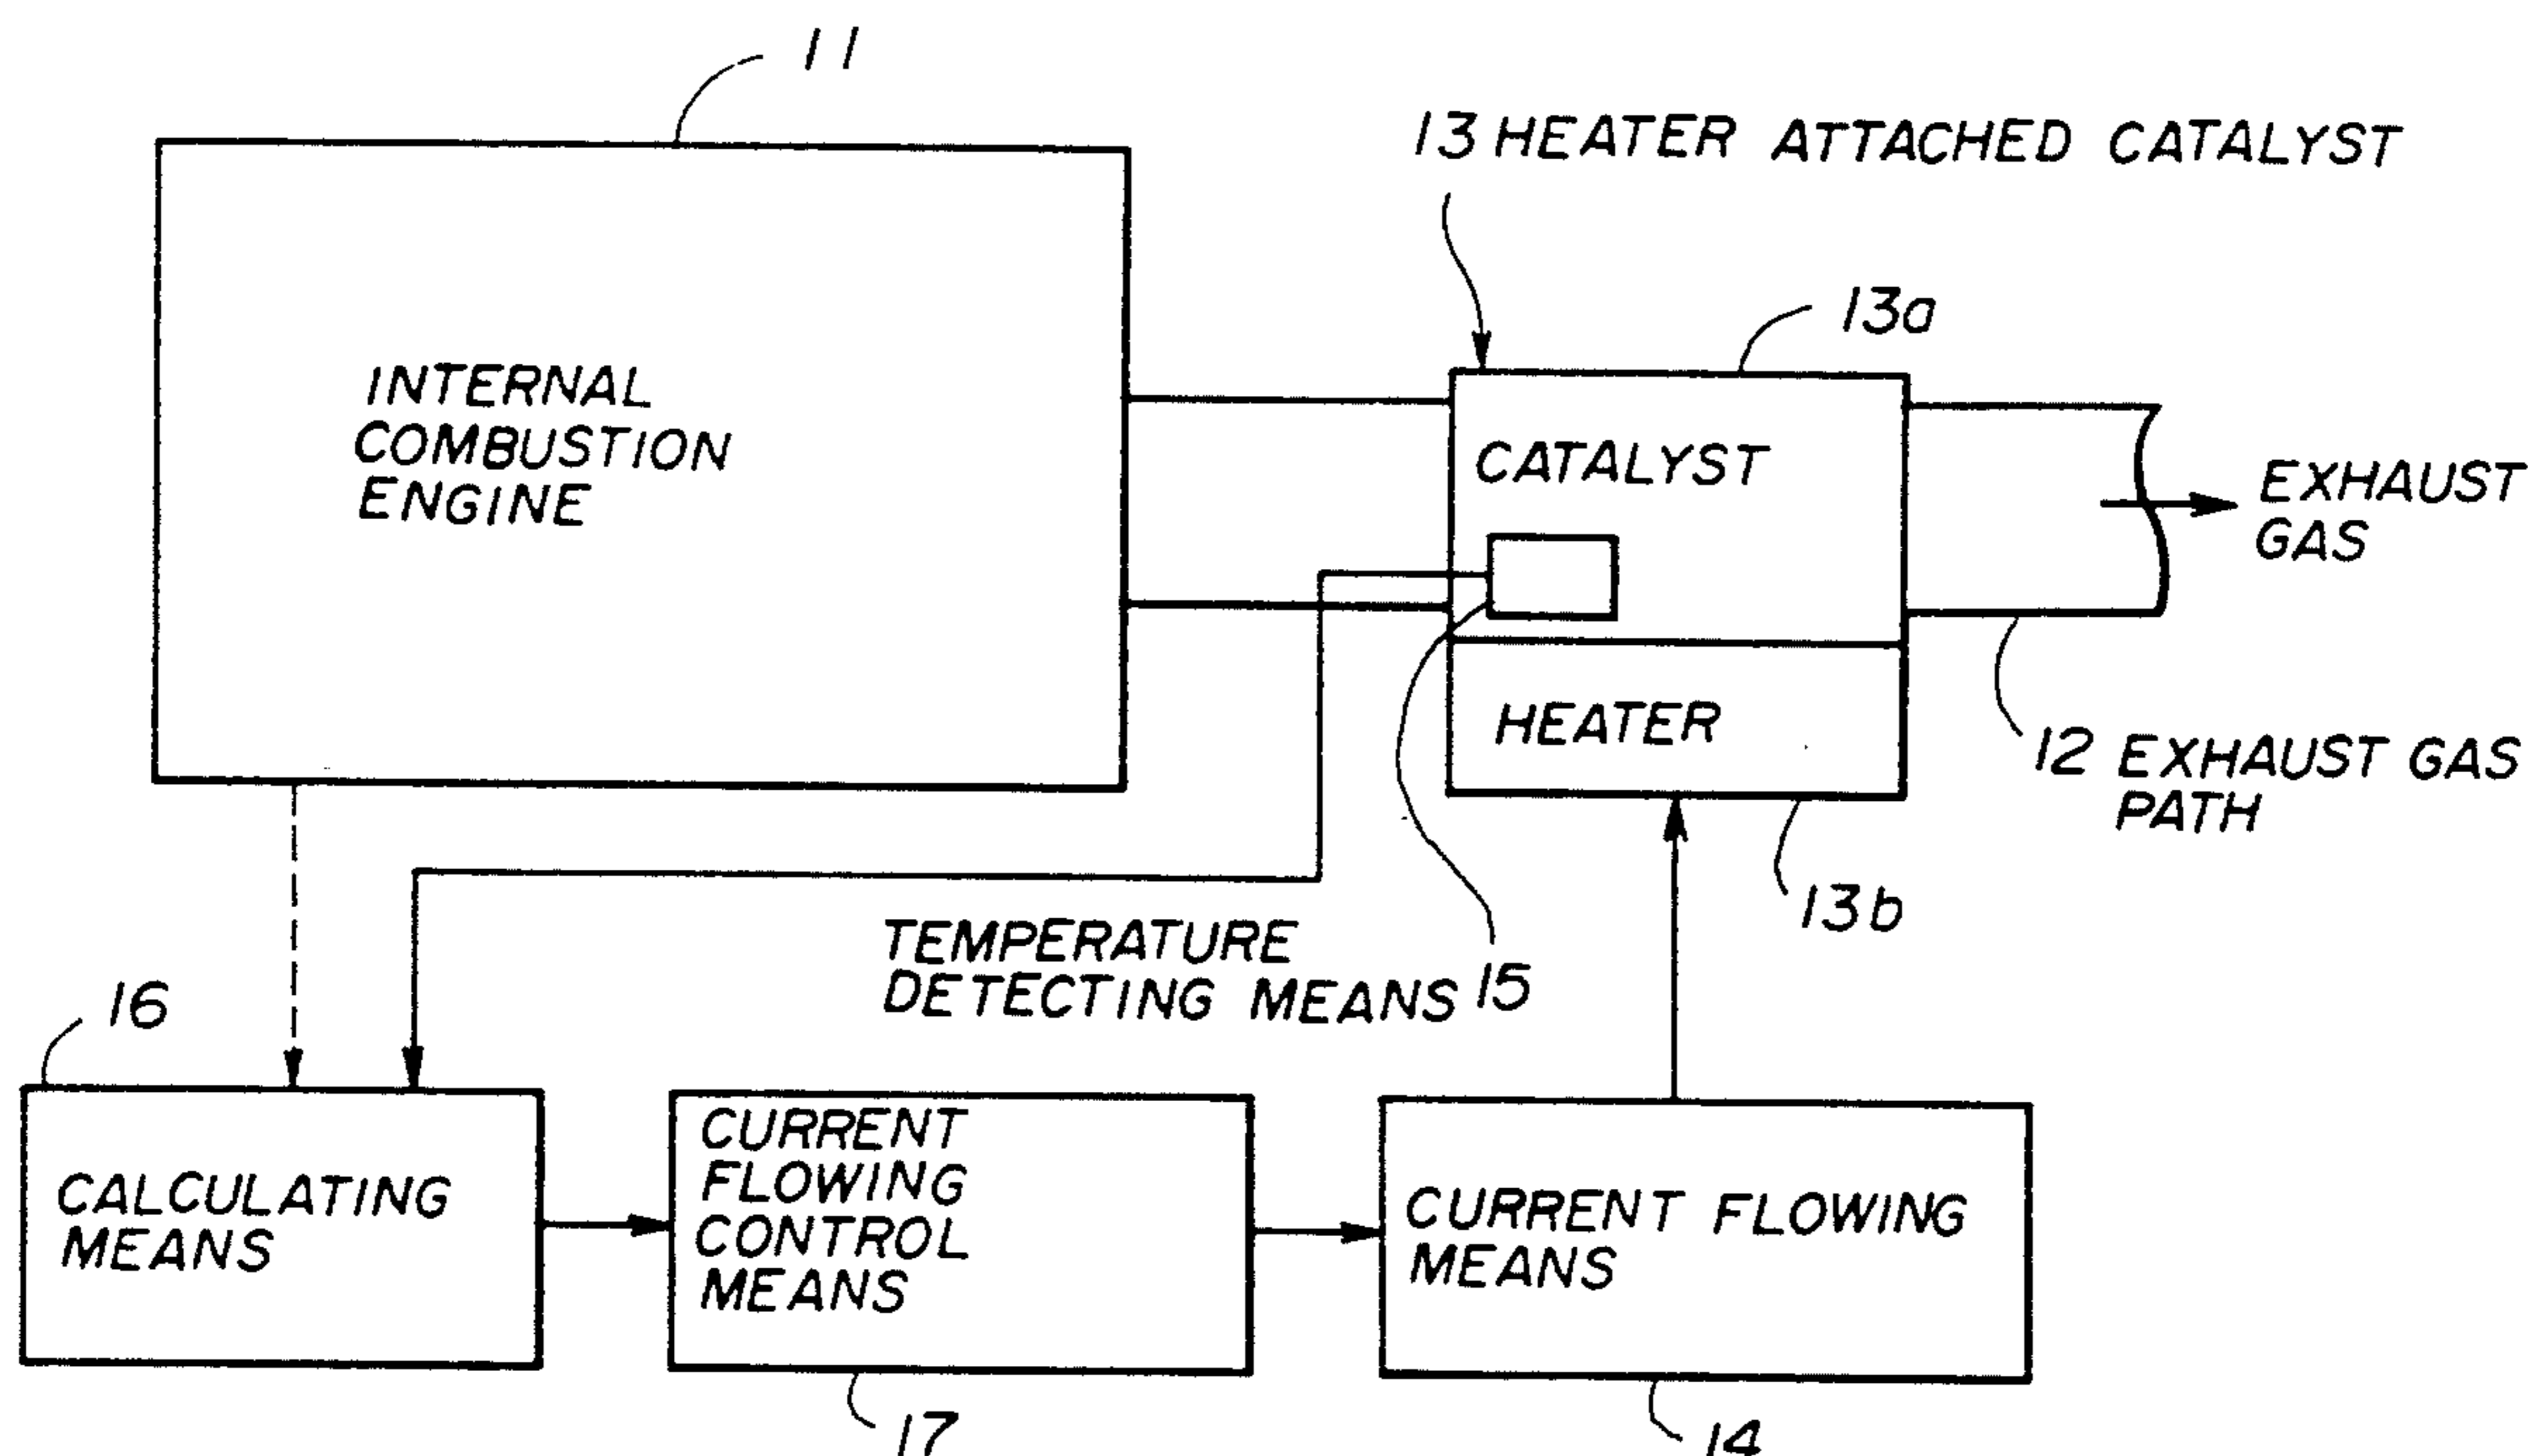 11
13 HEATER ATTACHED CATALYST
13a
INTERNAL
COMBUSTION
ENGINE
CATALYST
EXHAUST
GAS
HEATER
12 EXHAUST GAS
PATH
13b
TEMPERATURE
DETECTING MEANS 15
16
CALCULATING
MEANS
CURRENT
FLOWING
CONTROL
MEANS
CURRENT FLOWING
MEANS
17
14